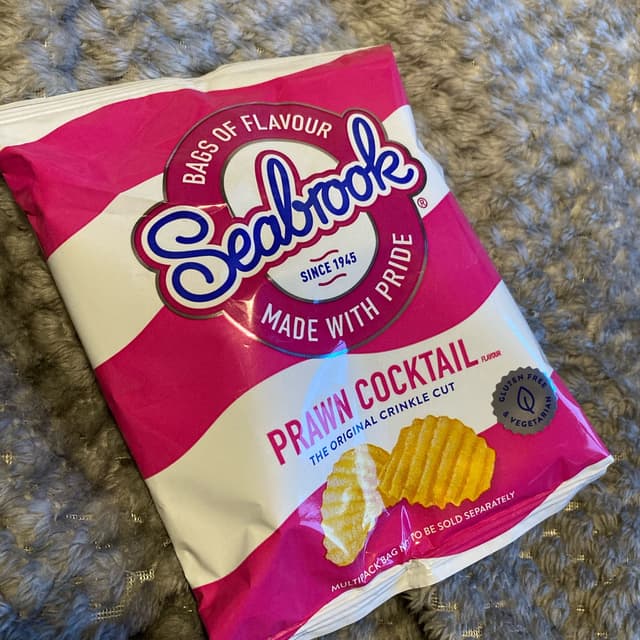 BAGS OF FLAVOUR
Seabrook®
SINCE 1945
MADE WITH PRIDE
PRAWN COCKTAIL FLAVOUR
THE ORIGINAL CRINKLE CUT
GLUTEN FREE
& VEGETARIAN
MULTIPACK BAG NOT TO BE SOLD SEPARATELY